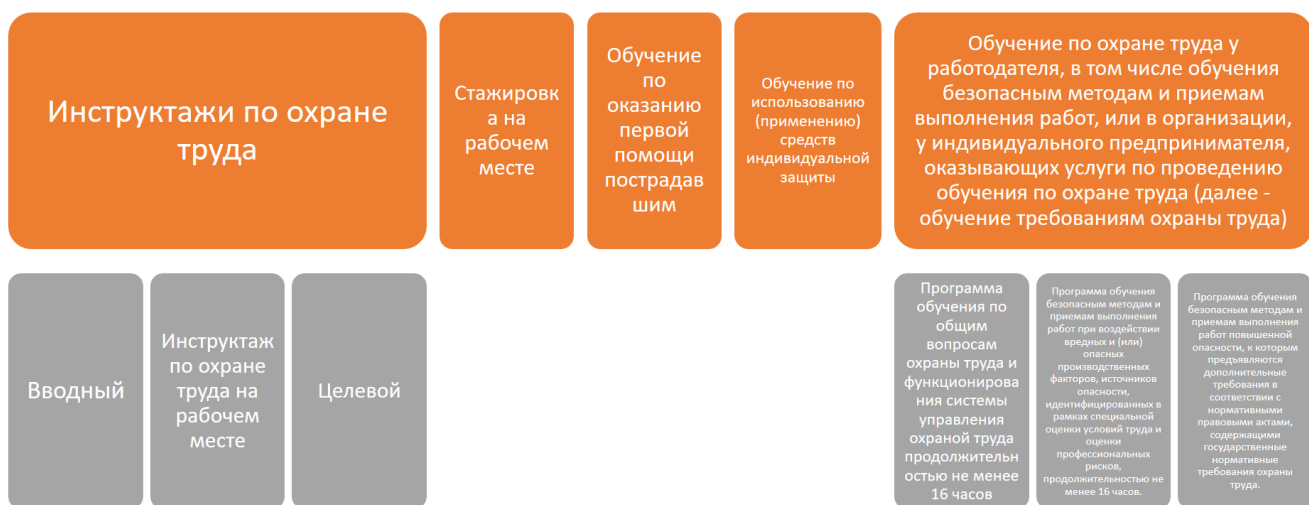 Инструктажи по охране
труда
Стажировк
а на
рабочем
месте
Обучение
по
оказанию
первой
помощи
пострадав
шим
Обучение по
использованию
(применению)
средств
индивидуальной
защиты
Обучение по охране труда у
работодателя, в том числе обучения
безопасным методам и приемам
выполнения работ, или в организации,
у индивидуального предпринимателя,
оказывающих услуги по проведению
обучения по охране труда (далее -
обучение требованиям охраны труда)
Вводный
Инструктаж
по охране
труда на
рабочем
месте
Целевой
Программа
обучения по
общим
вопросам
охраны труда и
функционирова
ния системы
управления
охраной труда
продолжительн
остью не менее
16 часов
Программа обучения
безопасным методам и
приемам выполнения
работ при воздействии
вредных и (или)
опасных
производственных
факторов, источников
опасности,
идентифицированных в
рамках специальной
оценки условий труда и
оценки
профессиональных
рисков,
продолжительностью не
менее 16 часов.
Программа обучения
безопасным методам и
приемам выполнения
работ повышенной
опасности, к которым
предъявляются
дополнительные
требования в
соответствии с
нормативными
правовыми актами,
содержащими
государственные
нормативные
требования охраны
труда.